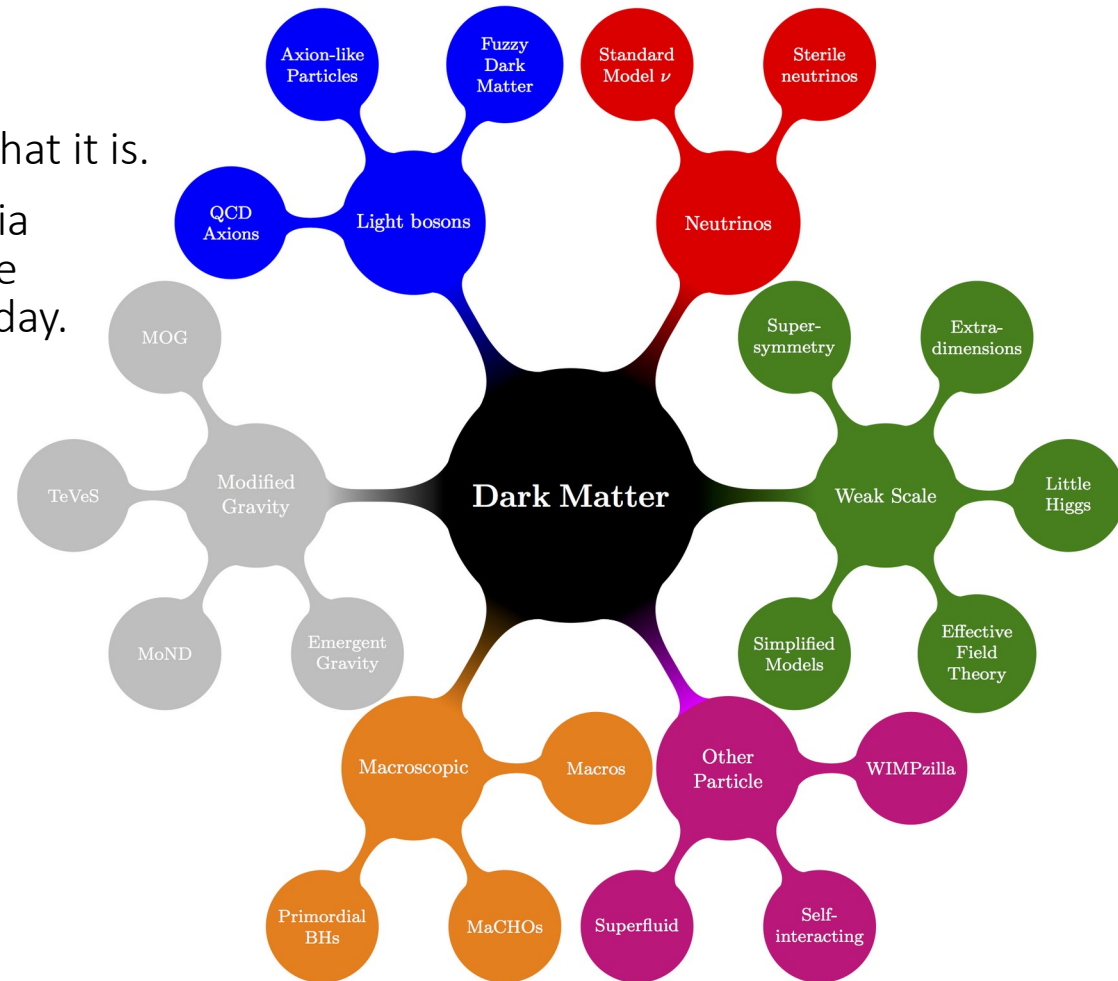 hat it is.
ia
e
day.
Axion-like
Particles
Fuzzy
Dark
Matter
QCD
Axions
Light bosons
Standard
Model ν
Sterile
neutrinos
Neutrinos
MOG
TeVeS
Modified
Gravity
MoND
Emergent
Gravity
Dark Matter
Super-
symmetry
Extra-
dimensions
Weak Scale
Little
Higgs
Simplified
Models
Effective
Field
Theory
Macroscopic
Macros
Primordial
BHs
MaCHOs
Other
Particle
WIMPzilla
Superfluid
Self-
interacting